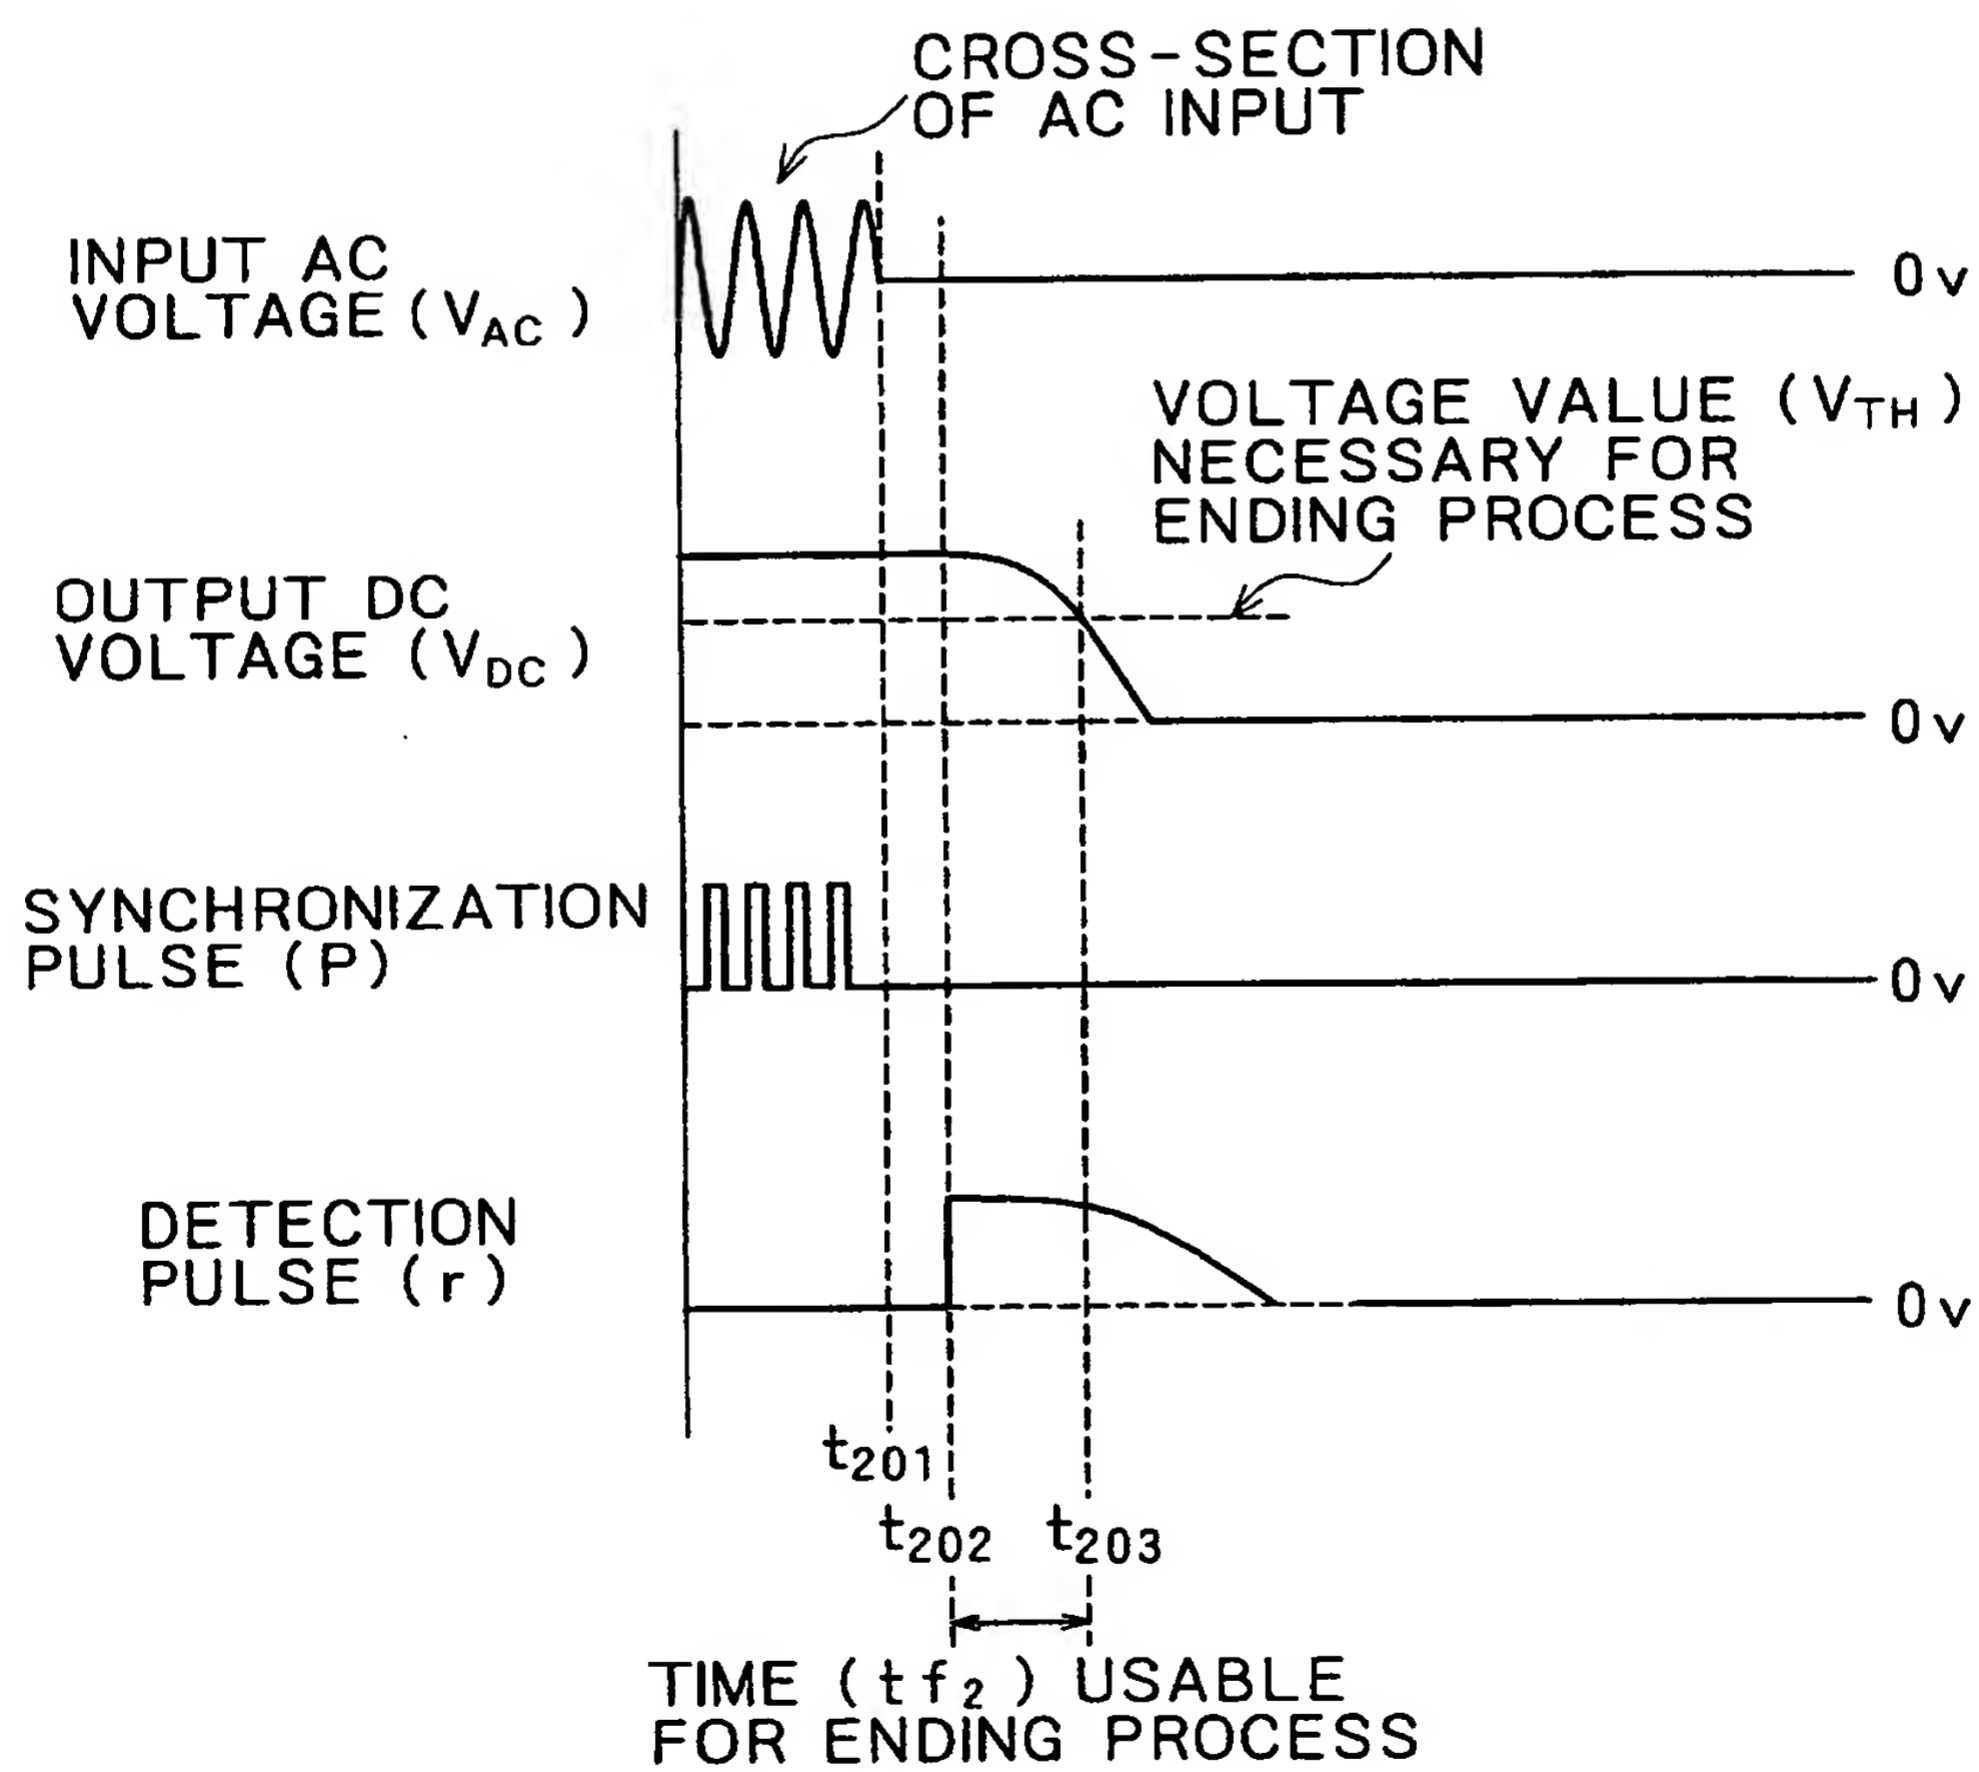 CROSS-SECTION
OF AC INPUT
INPUT AC
VOLTAGE (VAC)
0v
VOLTAGE VALUE (VTH)
NECESSARY FOR
ENDING PROCESS
OUTPUT DC
VOLTAGE (VDC)
0v
SYNCHRONIZATION
PULSE (P)
0v
DETECTION
PULSE (r)
0v
t201
t202
t203
TIME (tf2) USABLE
FOR ENDING PROCESS